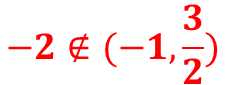 −2 ∉ (−1, 3/2)